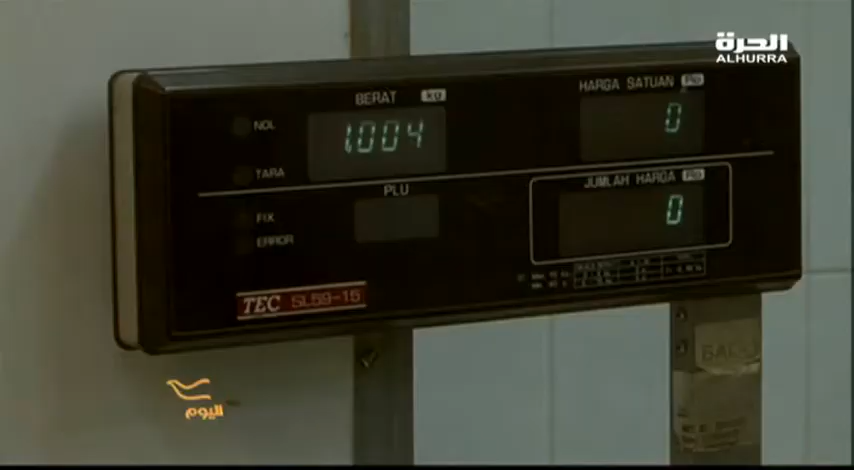 الحرة
ALHURRA
BERAT kg
HARGA SATUAN Rp
NOL
1.004
0
TARA
PLU
JUMLAH HARGA Rp
FIX
0
ERROR
TEC SL59-15
اليوم